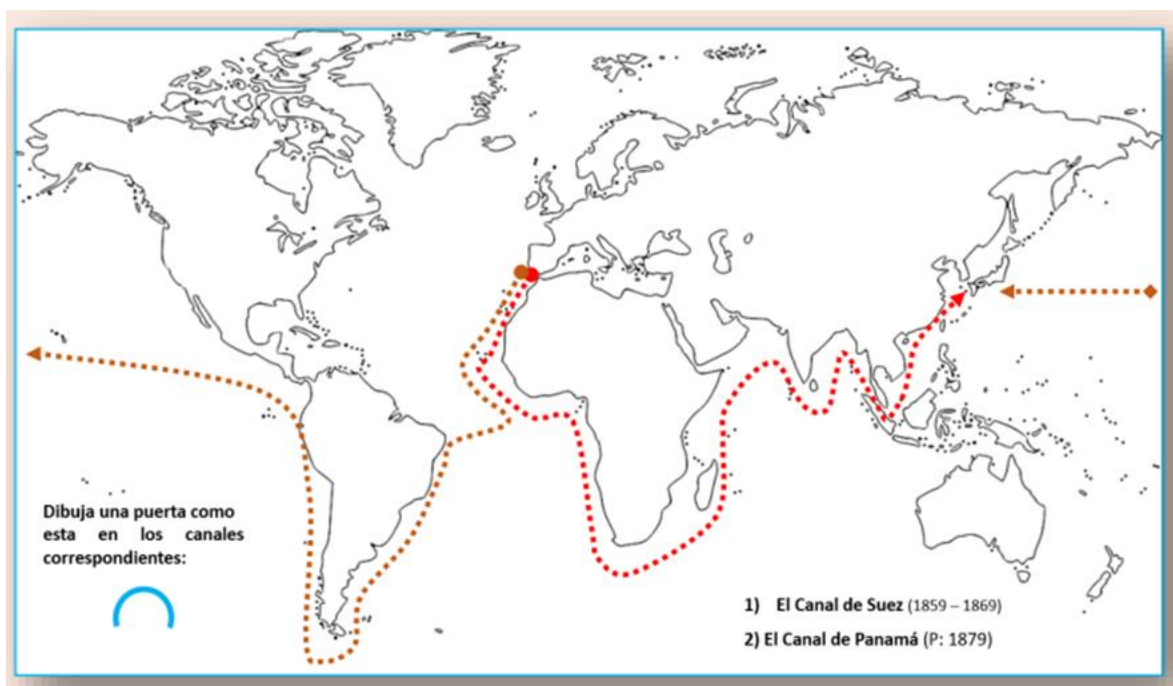 Dibuja una puerta como
esta en los canales
correspondientes:
1) El Canal de Suez (1859 – 1869)
2) El Canal de Panamá (P: 1879)